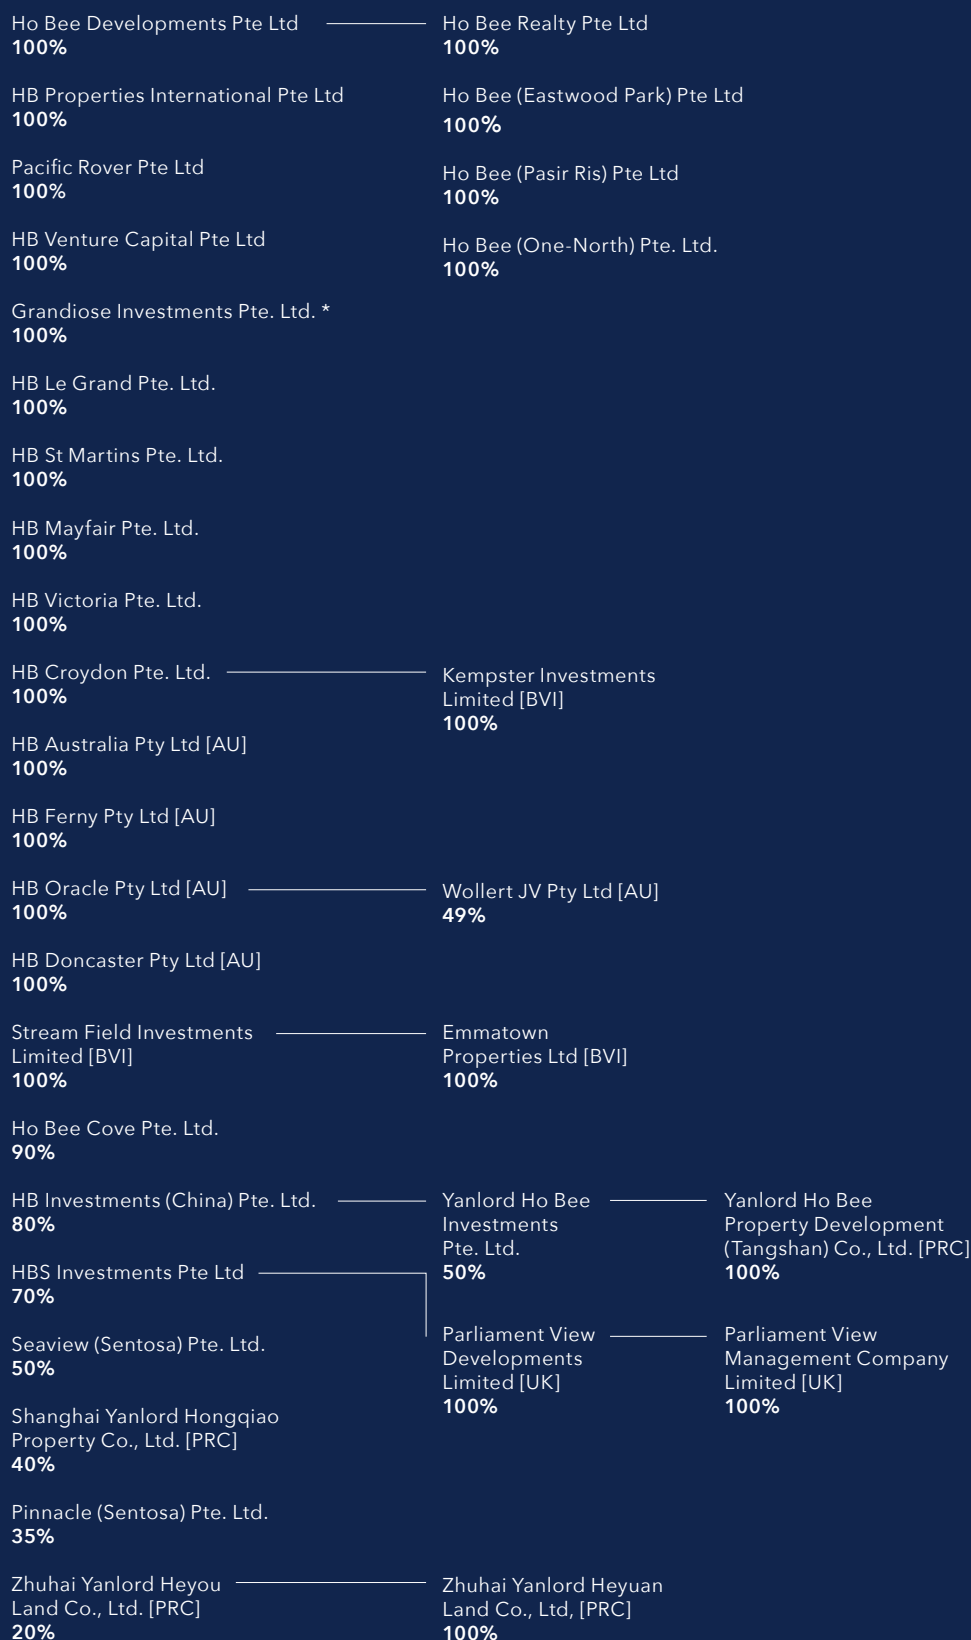 Ho Bee Developments Pte Ltd
100%
HB Properties International Pte Ltd
100%
Pacific Rover Pte Ltd
100%
HB Venture Capital Pte Ltd
100%
Grandiose Investments Pte. Ltd. *
100%
HB Le Grand Pte. Ltd.
100%
HB St Martins Pte. Ltd.
100%
HB Mayfair Pte. Ltd.
100%
HB Victoria Pte. Ltd.
100%
HB Croydon Pte. Ltd.
100%
HB Australia Pty Ltd [AU]
100%
HB Ferny Pty Ltd [AU]
100%
HB Oracle Pty Ltd [AU]
100%
HB Doncaster Pty Ltd [AU]
100%
Stream Field Investments
Limited [BVI]
100%
Ho Bee Cove Pte. Ltd.
90%
HB Investments (China) Pte. Ltd.
80%
HBS Investments Pte Ltd
70%
Seaview (Sentosa) Pte. Ltd.
50%
Shanghai Yanlord Hongqiao
Property Co., Ltd. [PRC]
40%
Pinnacle (Sentosa) Pte. Ltd.
35%
Zhuhai Yanlord Heyou
Land Co., Ltd. [PRC]
20%
Ho Bee Realty Pte Ltd
100%
Ho Bee (Eastwood Park) Pte Ltd
100%
Ho Bee (Pasir Ris) Pte Ltd
100%
Ho Bee (One-North) Pte. Ltd.
100%
Kempster Investments
Limited [BVI]
100%
Wollert JV Pty Ltd [AU]
49%
Emmatown
Properties Ltd [BVI]
100%
Yanlord Ho Bee
Investments
Pte. Ltd.
50%
Parliament View
Developments
Limited [UK]
100%
Zhuhai Yanlord Heyuan
Land Co., Ltd, [PRC]
100%
Yanlord Ho Bee
Property Development
(Tangshan) Co., Ltd. [PRC]
100%
Parliament View
Management Company
Limited [UK]
100%